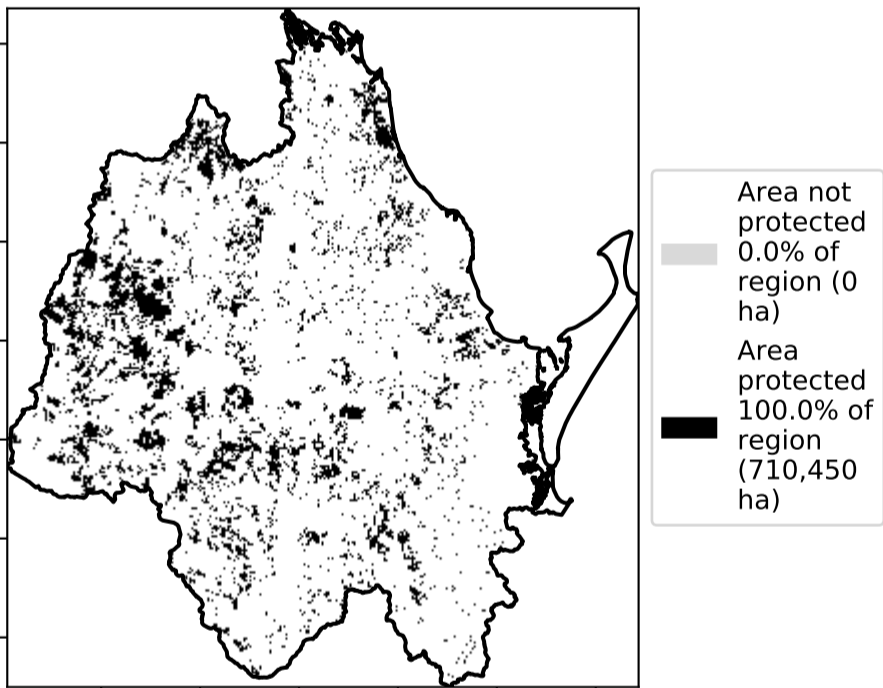 Area not
protected
0.0% of
region (0
ha)
Area
protected
100.0% of
region
(710,450
ha)